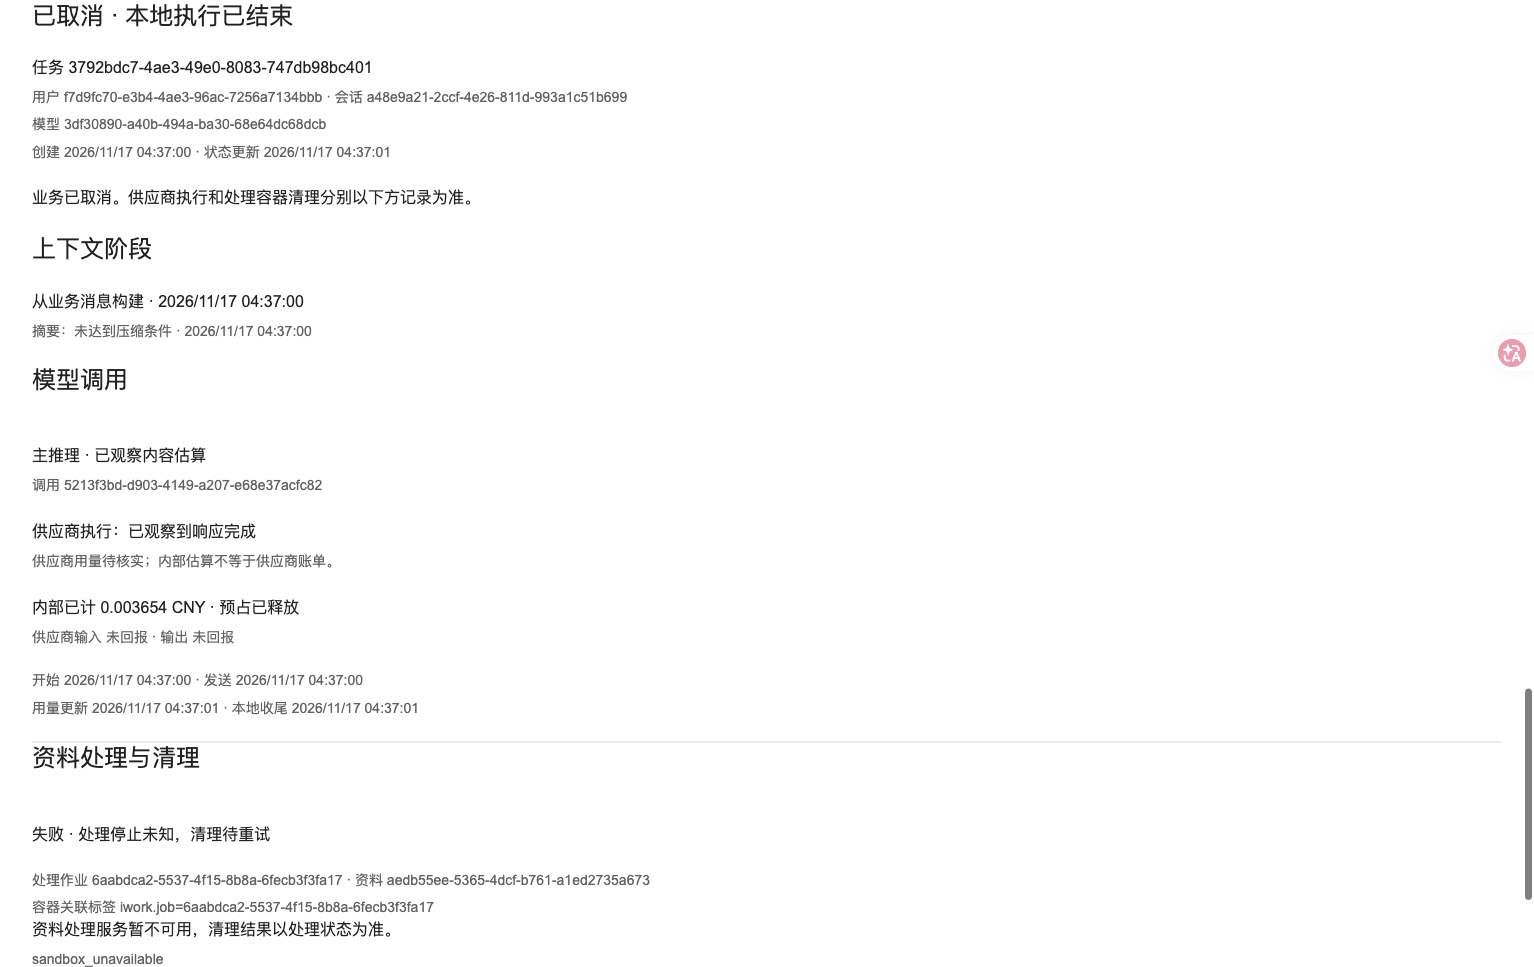 已取消 · 本地执行已结束
任务 3792bdc7-4ae3-49e0-8083-747db98bc401
用户 f7d9fc70-e3b4-4ae3-96ac-7256a7134bbb · 会话 a48e9a21-2ccf-4e26-811d-993a1c51b699
模型 3df30890-a40b-494a-ba30-68e64dc68dcb
创建 2026/11/17 04:37:00 · 状态更新 2026/11/17 04:37:01
业务已取消。供应商执行和处理容器清理分别以下方记录为准。
上下文阶段
从业务消息构建 · 2026/11/17 04:37:00
摘要：未达到压缩条件 · 2026/11/17 04:37:00
模型调用
主推理 · 已观察内容估算
调用 5213f3bd-d903-4149-a207-e68e37acfc82
供应商执行：已观察到响应完成
供应商用量待核实；内部估算不等于供应商账单。
内部已计 0.003654 CNY · 预占已释放
供应商输入 未回报 · 输出 未回报
开始 2026/11/17 04:37:00 · 发送 2026/11/17 04:37:00
用量更新 2026/11/17 04:37:01 · 本地收尾 2026/11/17 04:37:01
资料处理与清理
失败 · 处理停止未知，清理待重试
处理作业 6aabdca2-5537-4f15-8b8a-6fecb3f3fa17 · 资料 aedb55ee-5365-4dcf-b761-a1ed2735a673
容器关联标签 iwork.job=6aabdca2-5537-4f15-8b8a-6fecb3f3fa17
资料处理服务暂不可用，清理结果以处理状态为准。
sandbox_unavailable